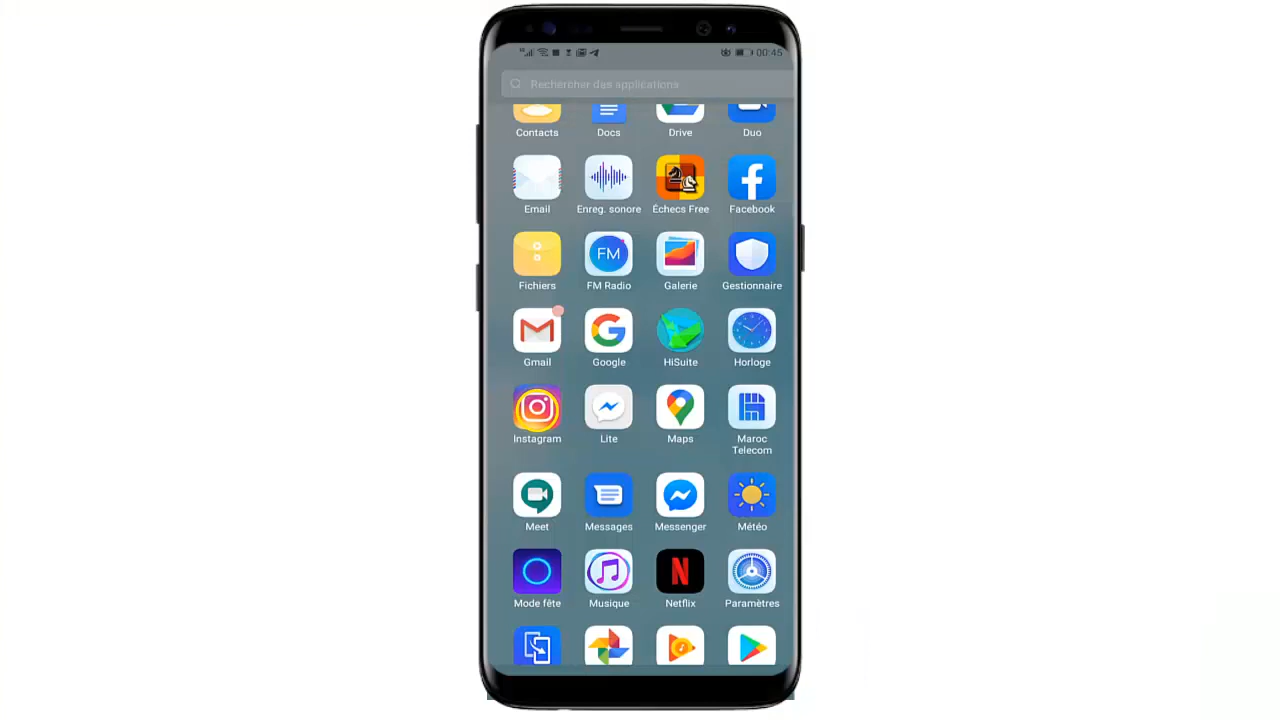 00:45
Rechercher des applications
Contacts Docs Drive Duo
Email Enreg. sonore Échecs Free Facebook
FM
Fichiers FM Radio Galerie Gestionnaire
Gmail Google HiSuite Horloge
Instagram Lite Maps Maroc Telecom
Meet Messages Messenger Météo
Mode fête Musique Netflix Paramètres